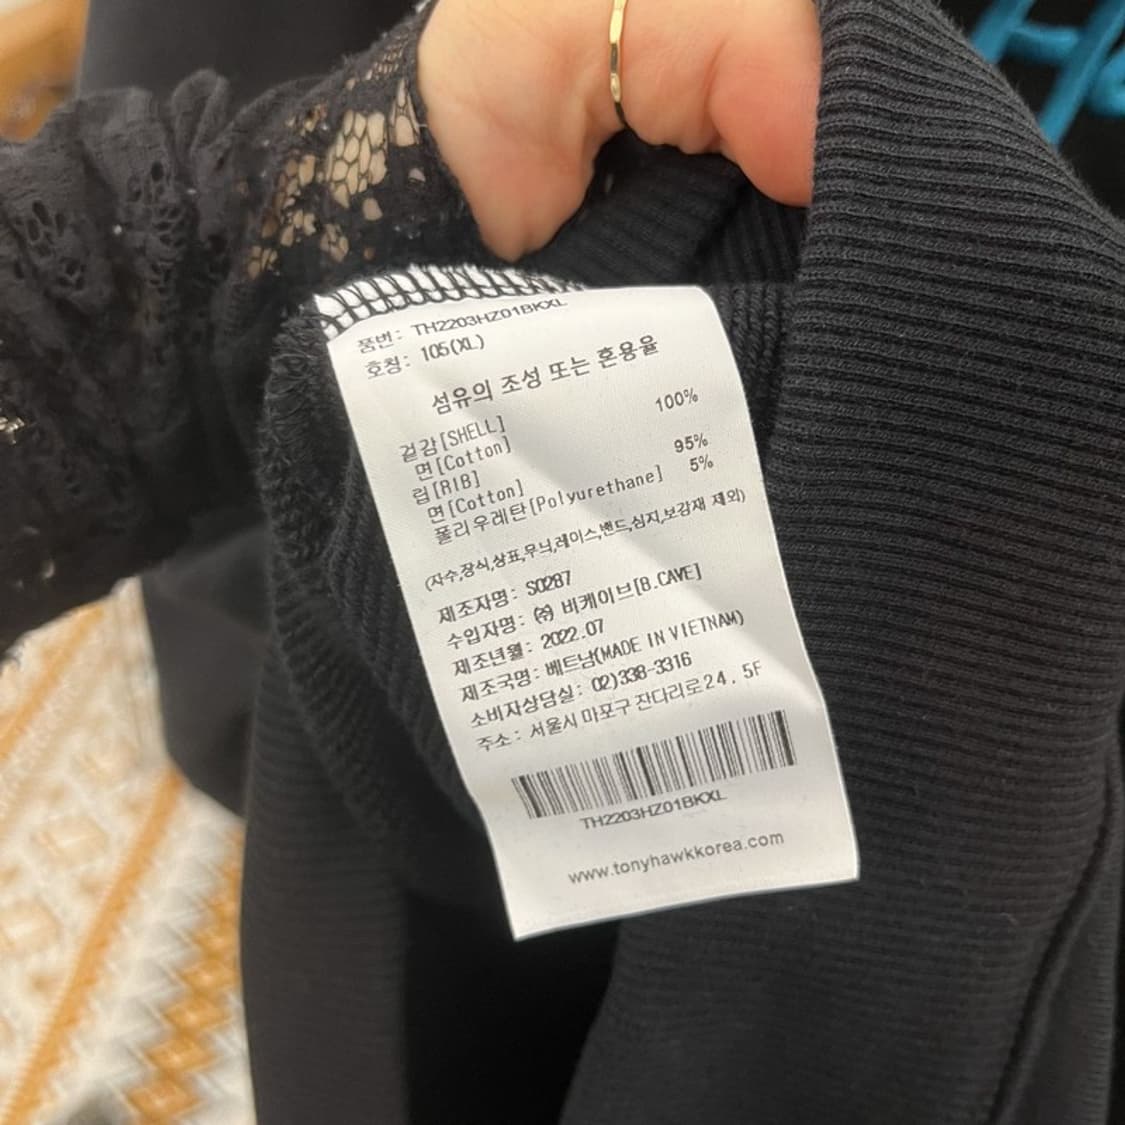 품번: TH2203HZ01BKXL
호칭: 105(XL)
섬유의 조성 또는 혼용율
겉감[SHELL]
면[Cotton] 100%
립[RIB]
면[Cotton] 95%
폴리우레탄[Polyurethane] 5%
(자수,장식,상표,무늬,레이스,밴드,심지,보강재 제외)
제조자명: S0287
수입자명: ㈜ 비케이브[B.CAVE]
제조년월: 2022.07
제조국명: 베트남(MADE IN VIETNAM)
소비자상담실: 02)338-3316
주소: 서울시 마포구 잔다리로24. 5F
TH2203HZ01BKXL
www.tonyhawkkorea.com